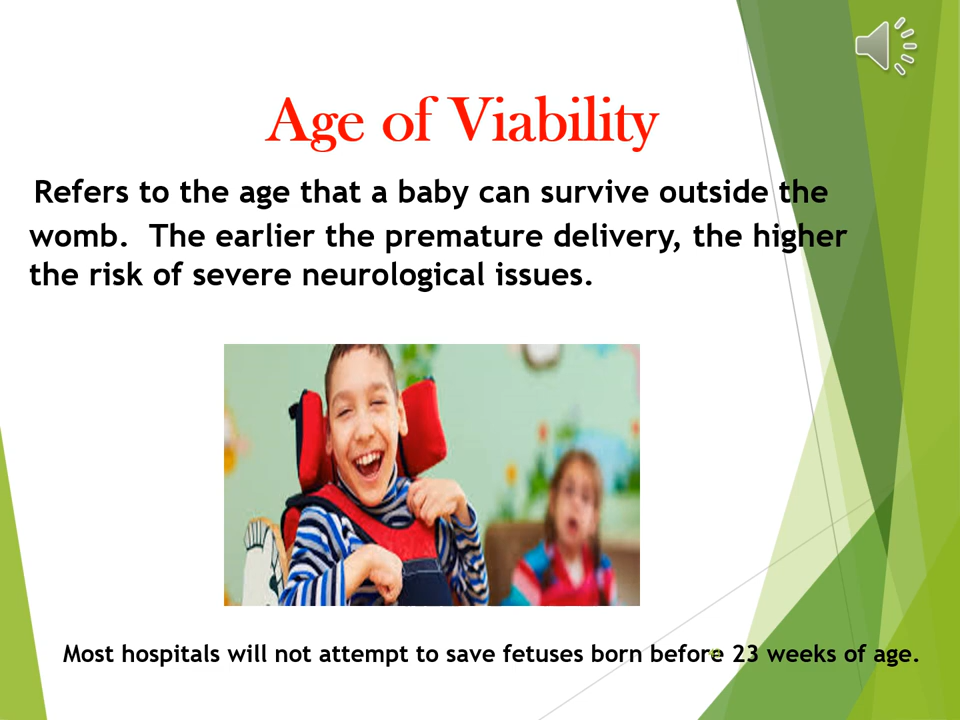 Age of Viability
Refers to the age that a baby can survive outside the
womb.  The earlier the premature delivery, the higher
the risk of severe neurological issues.
Most hospitals will not attempt to save fetuses born before 23 weeks of age.